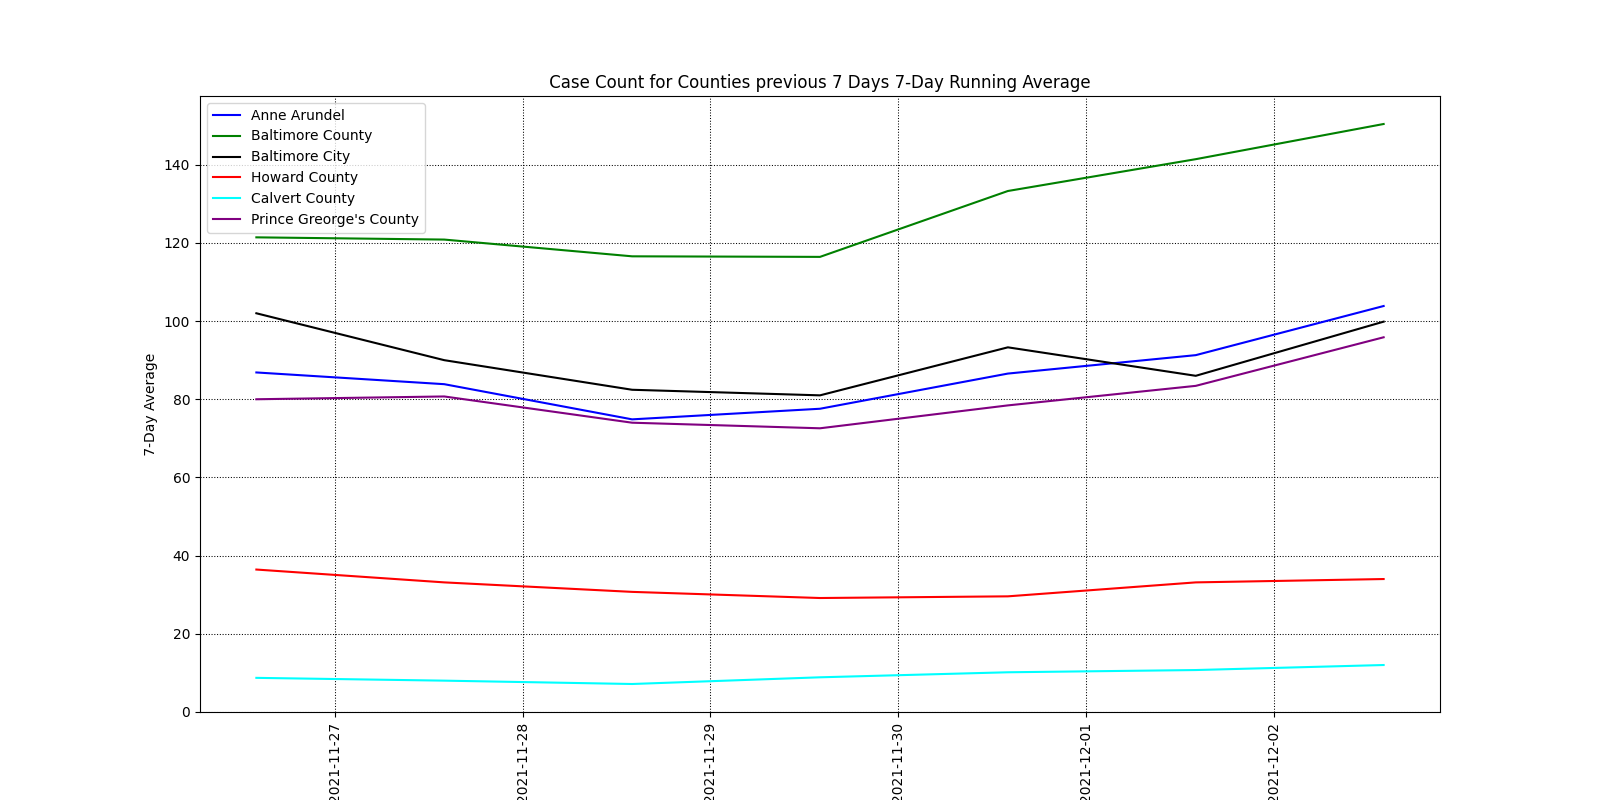 Case Count for Counties previous 7 Days 7-Day Running Average
Anne Arundel
Baltimore County
Baltimore City
Howard County
Calvert County
Prince Greorge's County
7-Day Average
140
120
100
80
60
40
20
0
2021-11-27
2021-11-28
2021-11-29
2021-11-30
2021-12-01
2021-12-02